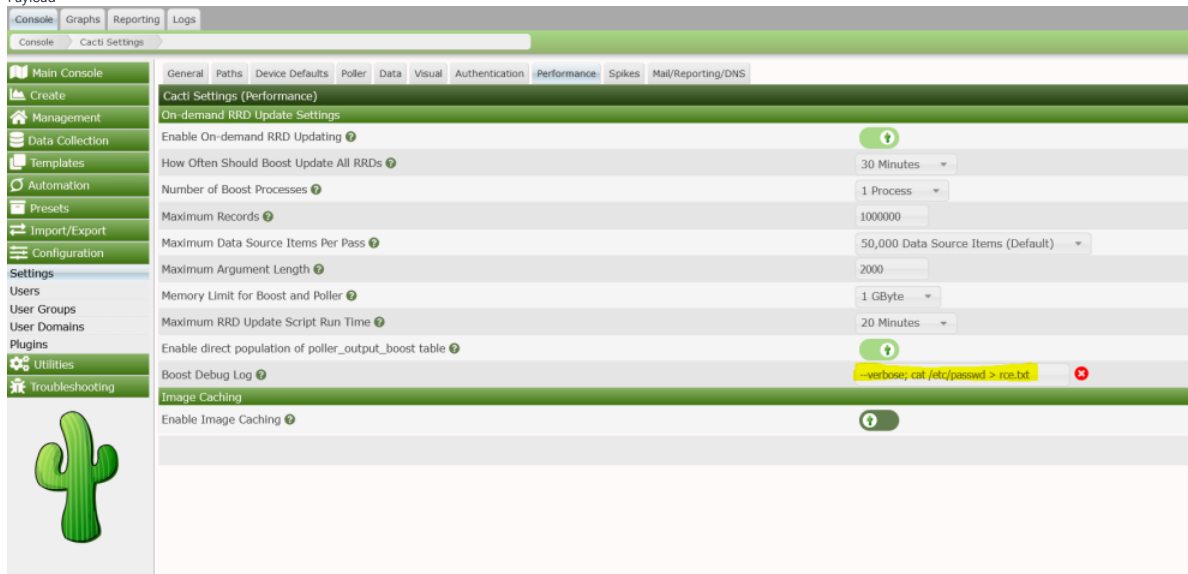 Payload
Console Graphs Reporting Logs
Console Cacti Settings
Main Console
Create
Management
Data Collection
Templates
Automation
Presets
Import/Export
Configuration
Settings
Users
User Groups
User Domains
Plugins
Utilities
Troubleshooting
General Paths Device Defaults Poller Data Visual Authentication Performance Spikes Mail/Reporting/DNS
Cacti Settings (Performance)
On-demand RRD Update Settings
Enable On-demand RRD Updating
How Often Should Boost Update All RRDs 30 Minutes
Number of Boost Processes 1 Process
Maximum Records 1000000
Maximum Data Source Items Per Pass 50,000 Data Source Items (Default)
Maximum Argument Length 2000
Memory Limit for Boost and Poller 1 GByte
Maximum RRD Update Script Run Time 20 Minutes
Enable direct population of poller_output_boost table
Boost Debug Log --verbose; cat /etc/passwd > rce.txt
Image Caching
Enable Image Caching